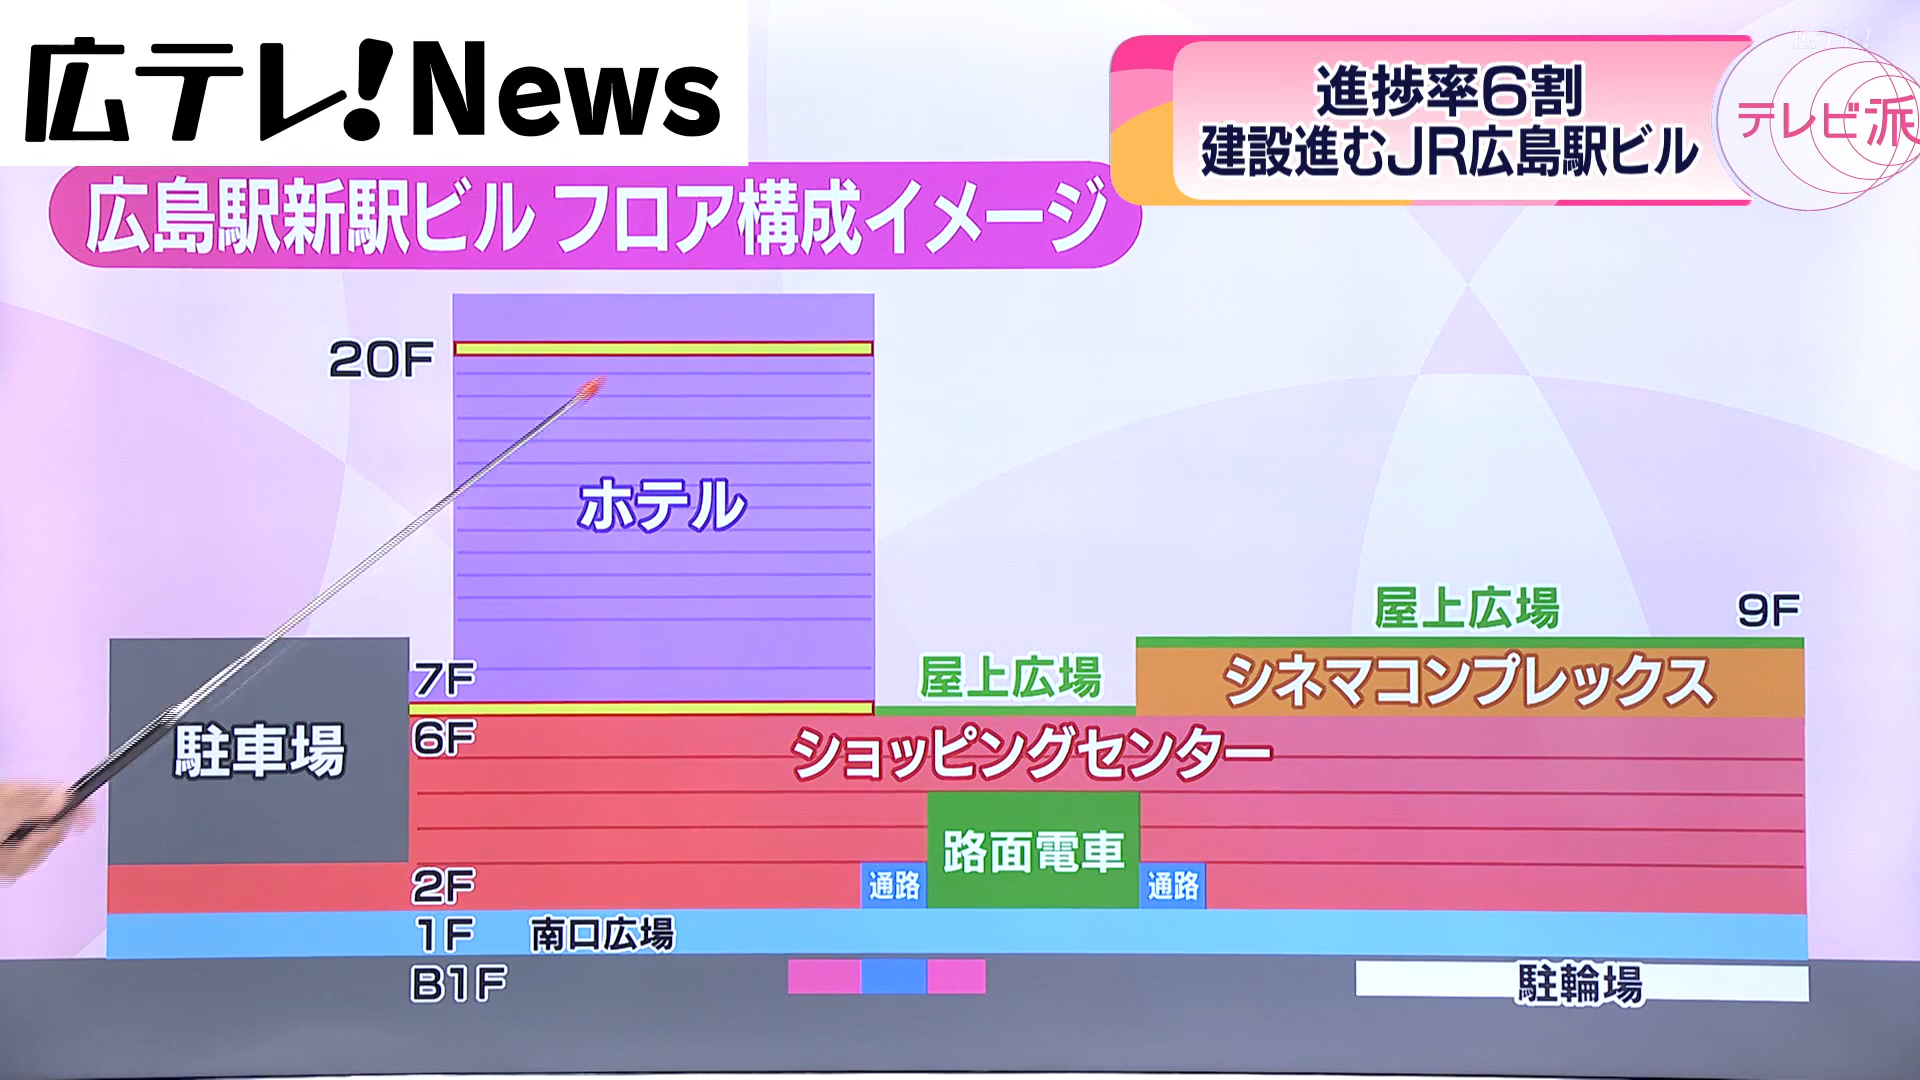 広テレ!News
進捗率6割
建設進むJR広島駅ビル
テレビ派
広島駅新駅ビル フロア構成イメージ
20F
ホテル
屋上広場
9F
7F
屋上広場
シネマコンプレックス
駐車場
6F
ショッピングセンター
路面電車
2F
通路
通路
1F
南口広場
B1F
駐輪場